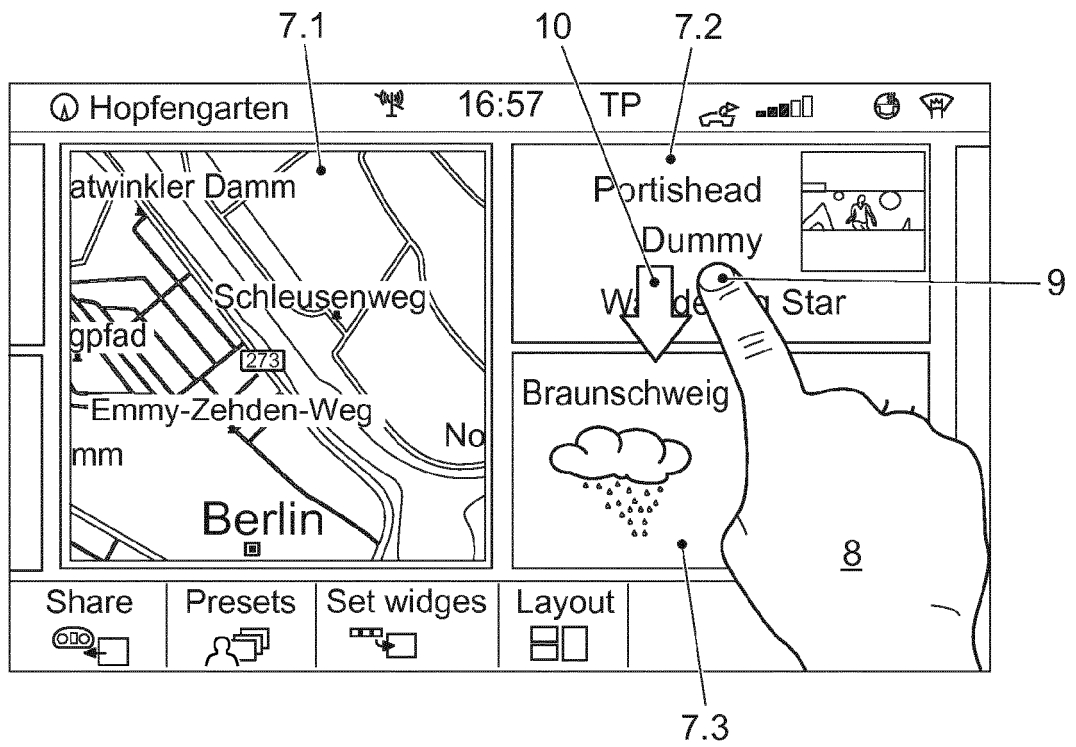 7.1
10
7.2
Hopfengarten
16:57
TP
atwinkler Damm
Schleusenweg
gpfad
273
Emmy-Zehden-Weg
No
mm
Berlin
Portishead
Dummy
Star
9
Braunschweig
8
Share
Presets
Set widges
Layout
7.3